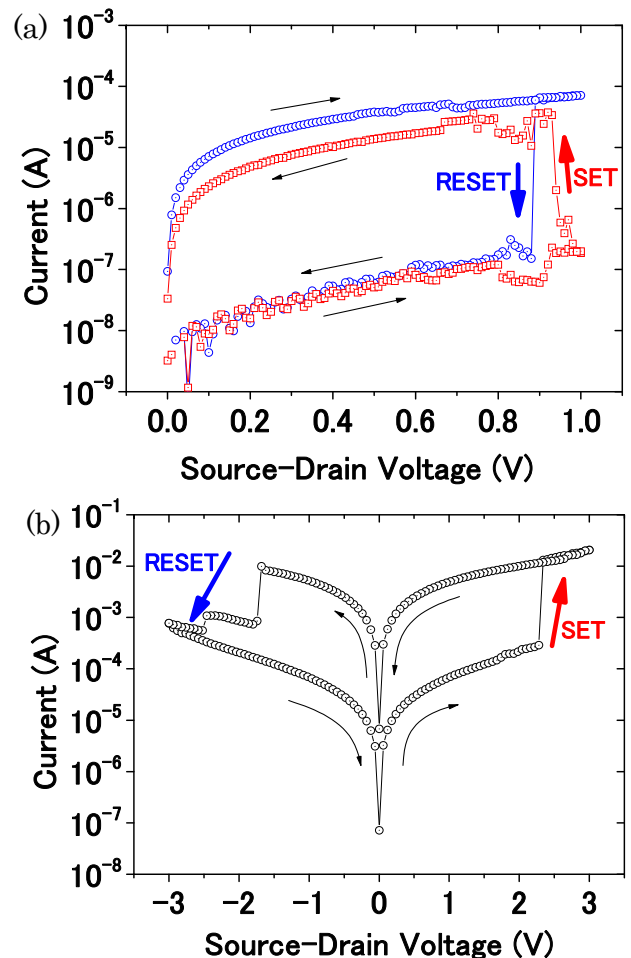 (a)
10⁻³
10⁻⁴
10⁻⁵
10⁻⁶
10⁻⁷
10⁻⁸
10⁻⁹
Current (A)
RESET
SET
0.0 0.2 0.4 0.6 0.8 1.0
Source-Drain Voltage (V)
(b)
10⁻¹
10⁻²
10⁻³
10⁻⁴
10⁻⁵
10⁻⁶
10⁻⁷
10⁻⁸
Current (A)
RESET
SET
-3 -2 -1 0 1 2 3
Source-Drain Voltage (V)